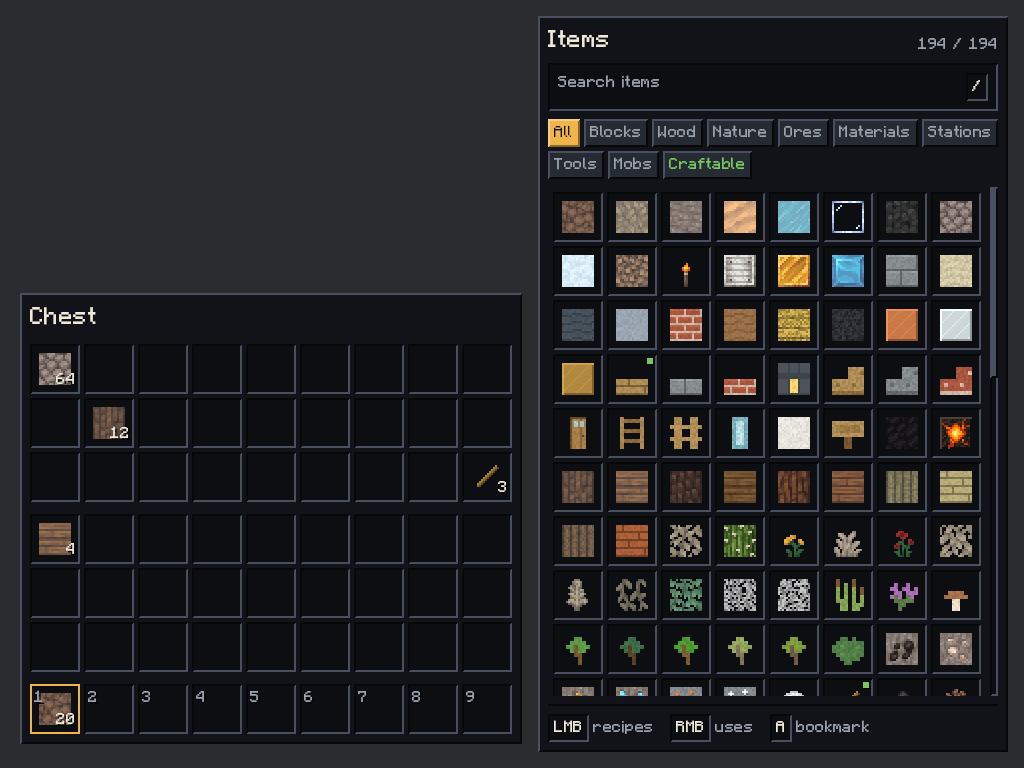 Items
194 / 194
Search items
/
All Blocks Wood Nature Ores Materials Stations
Tools Mobs Craftable
Chest
64
12
3
4
1 2 3 4 5 6 7 8 9
20
LMB recipes RMB uses A bookmark